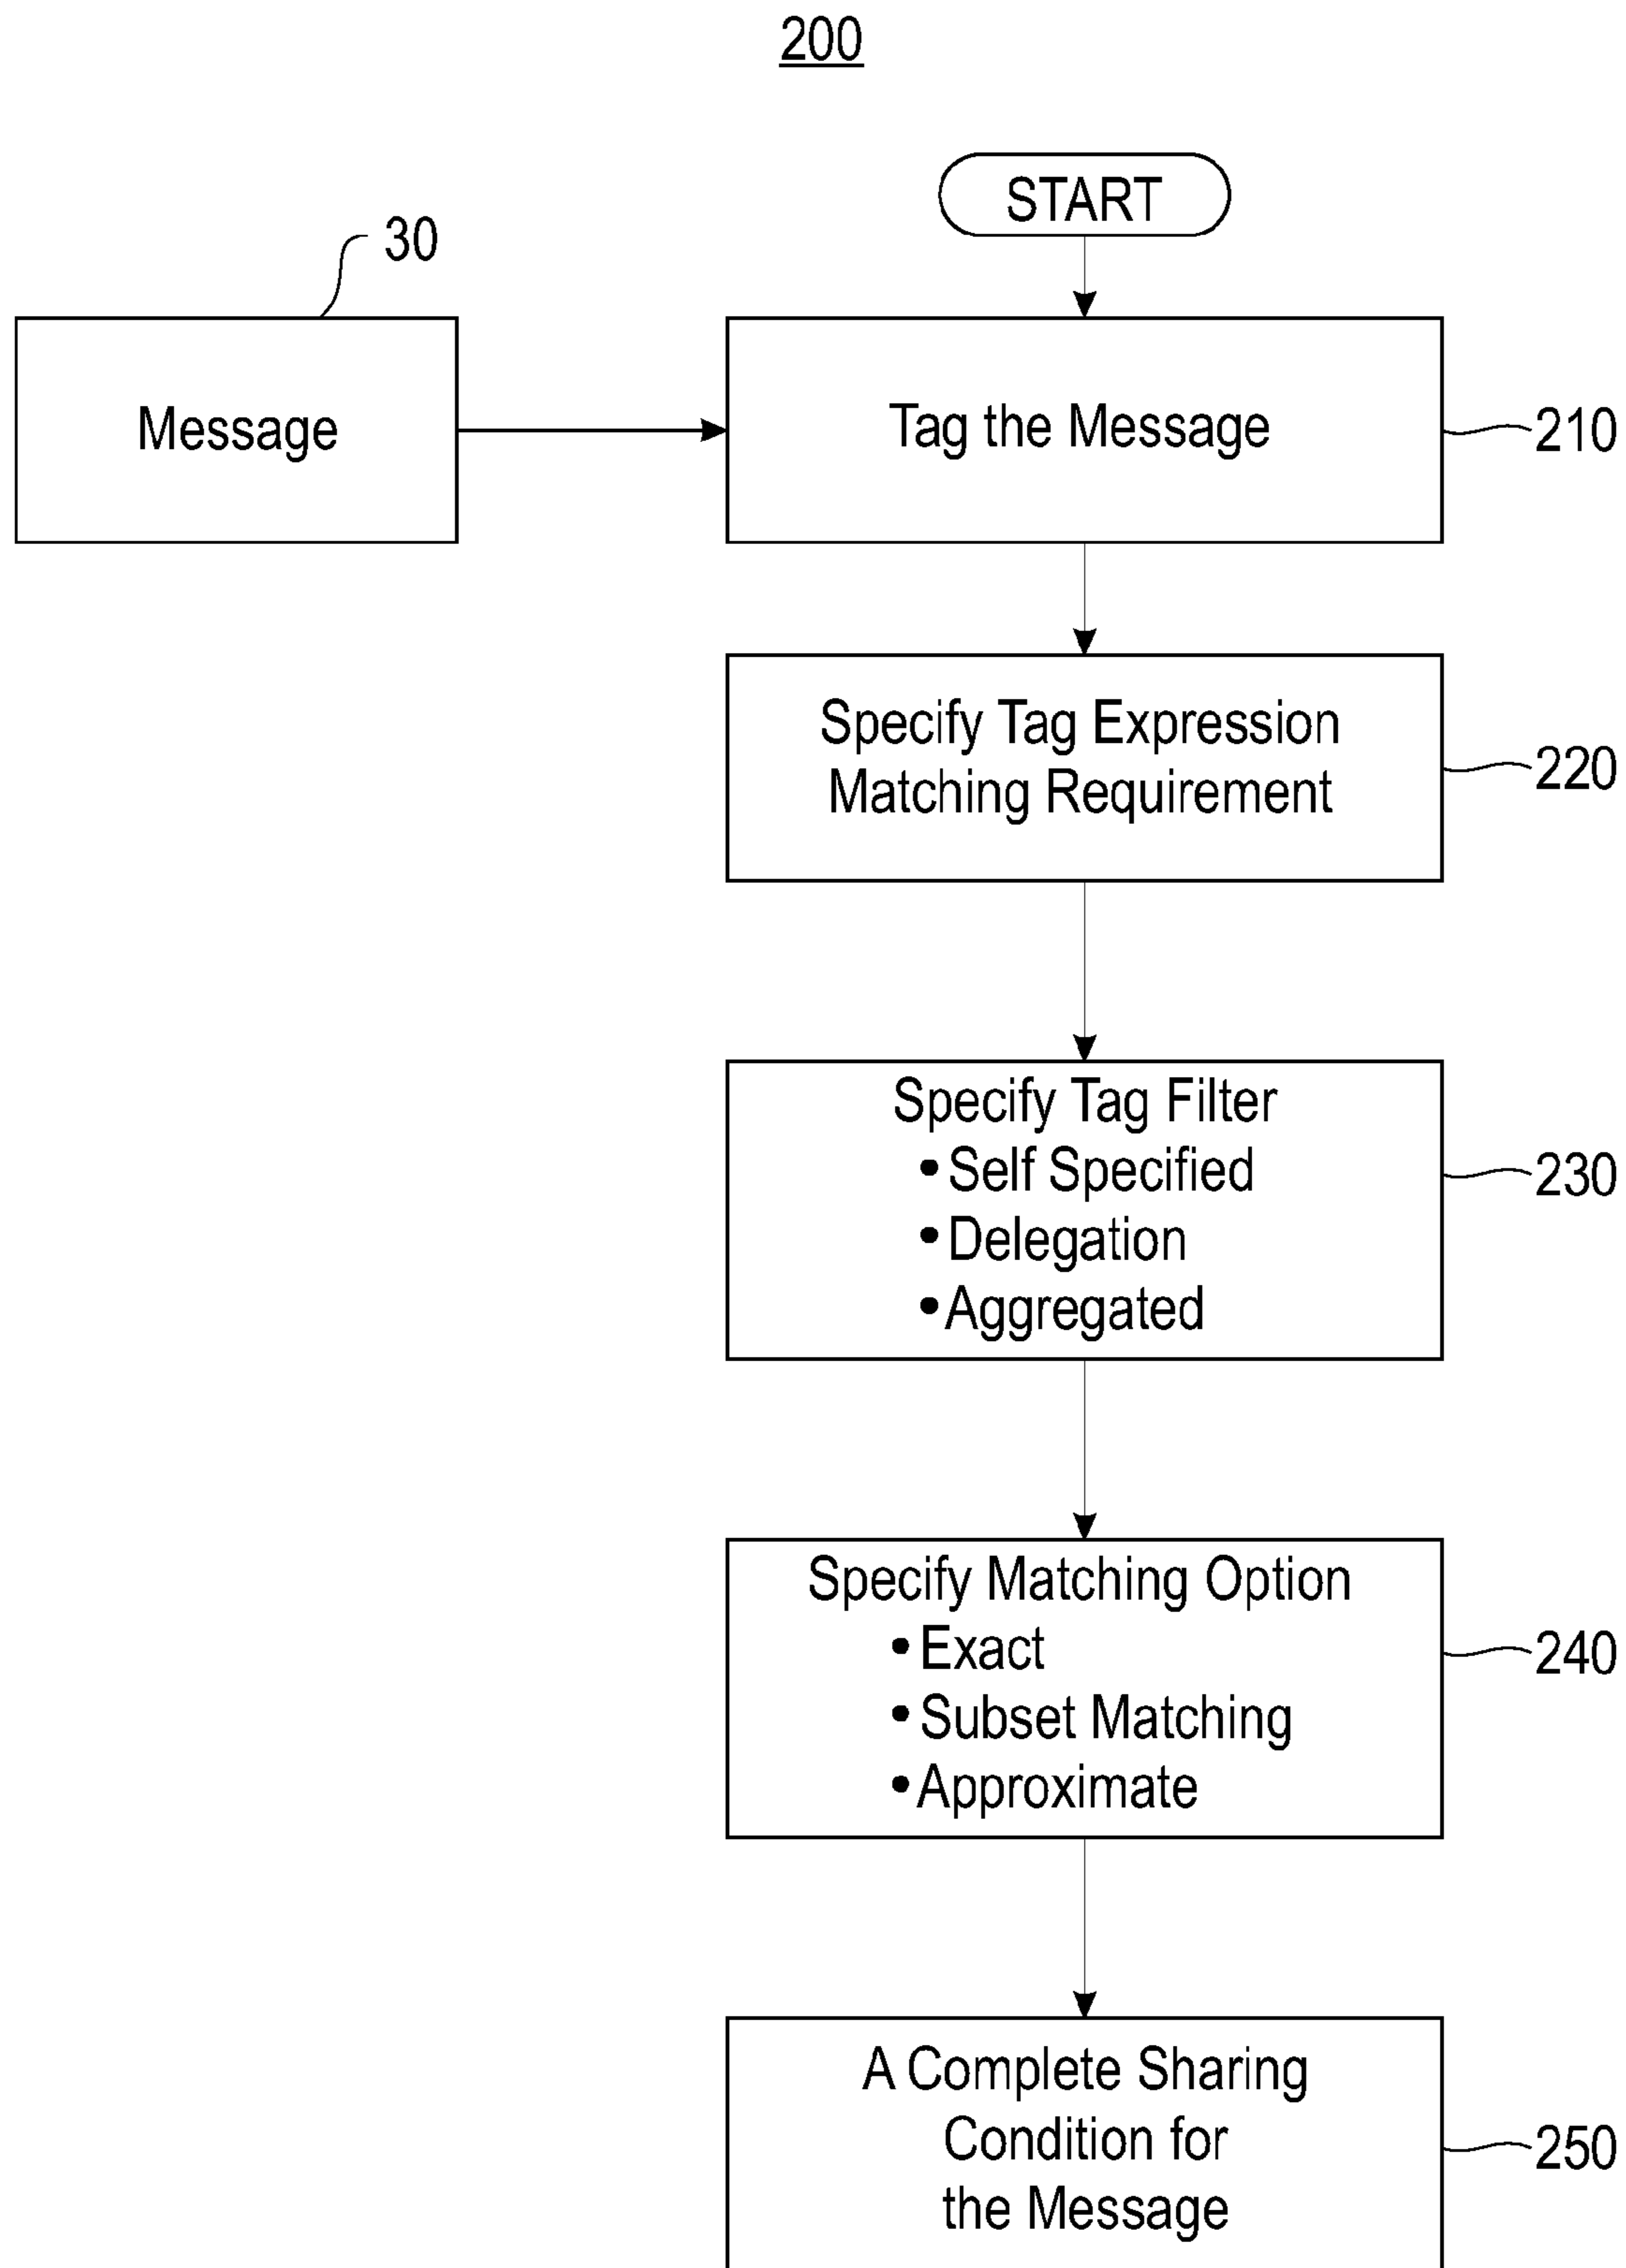 200
START
30
Message
Tag the Message
210
Specify Tag Expression
Matching Requirement
220
Specify Tag Filter
• Self Specified
• Delegation
• Aggregated
230
Specify Matching Option
• Exact
• Subset Matching
• Approximate
240
A Complete Sharing
Condition for
the Message
250